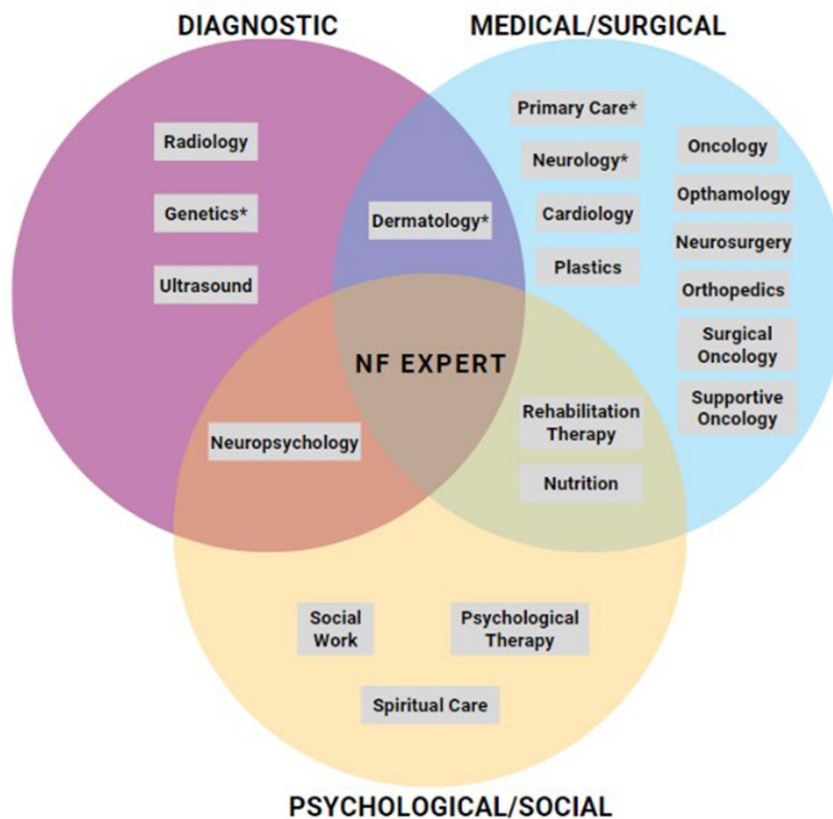 DIAGNOSTIC
MEDICAL/SURGICAL
Radiology
Genetics*
Ultrasound
Dermatology*
Primary Care*
Neurology*
Cardiology
Plastics
Oncology
Opthamology
Neurosurgery
Orthopedics
Surgical
Oncology
Supportive
Oncology
NF EXPERT
Neuropsychology
Rehabilitation
Therapy
Nutrition
Social
Work
Psychological
Therapy
Spiritual Care
PSYCHOLOGICAL/SOCIAL